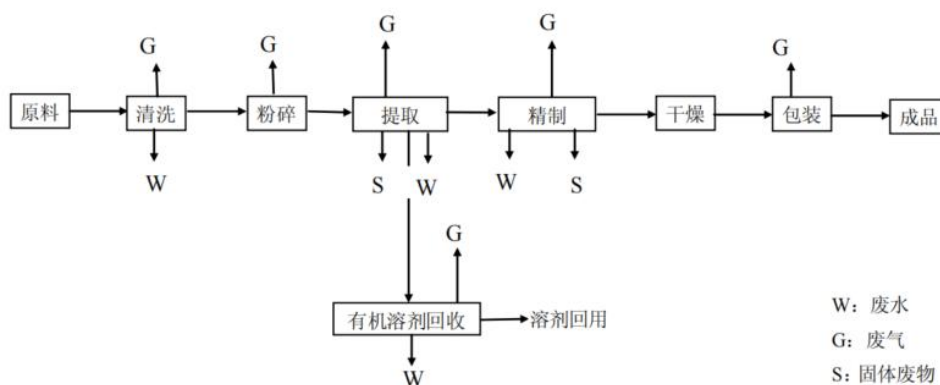 G G G G G
原料 清洗 粉碎 提取 精制 干燥 包装 成品
W S W W S
G
有机溶剂回收 溶剂回用
W
W：废水
G：废气
S：固体废物